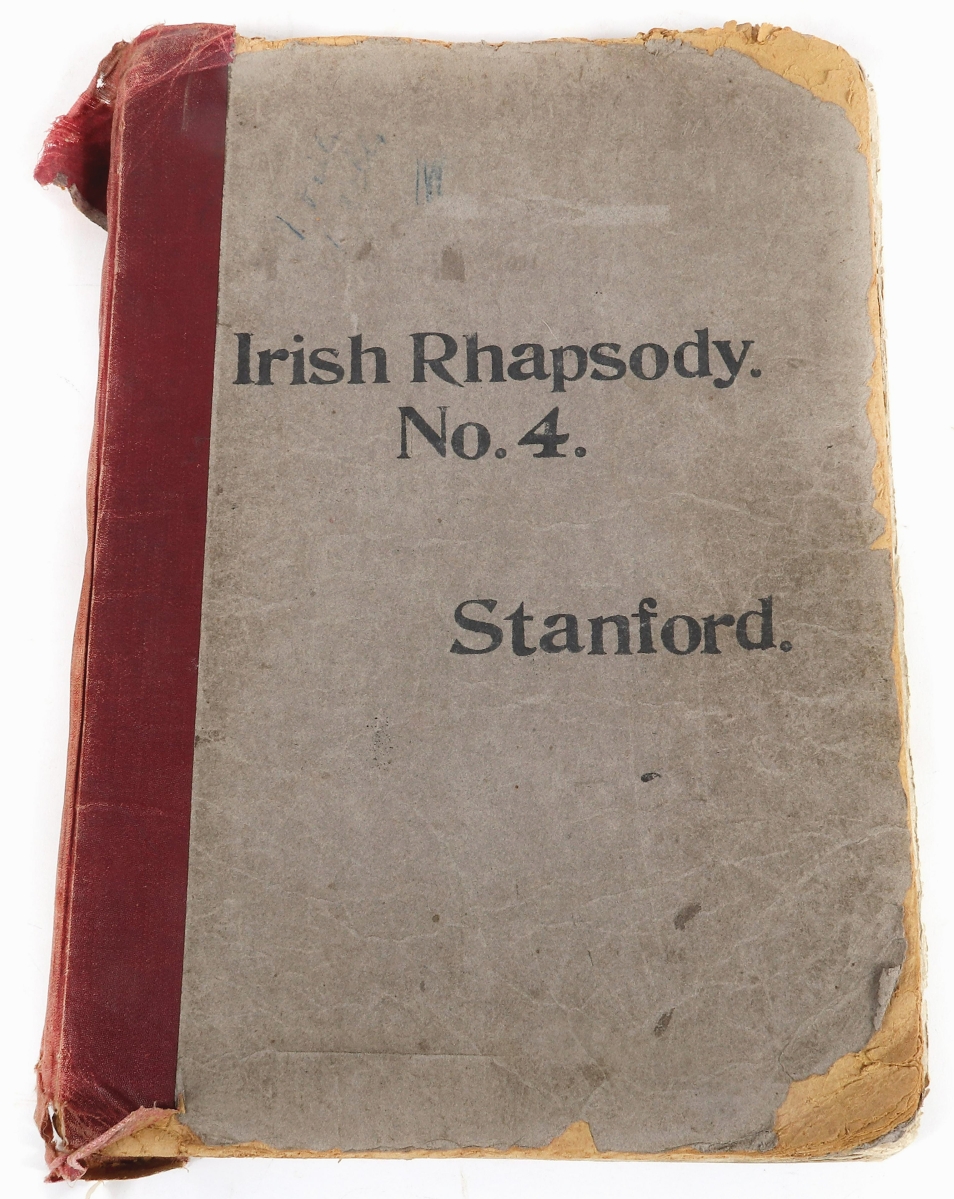 Irish Rhapsody.
No. 4.
Stanford.